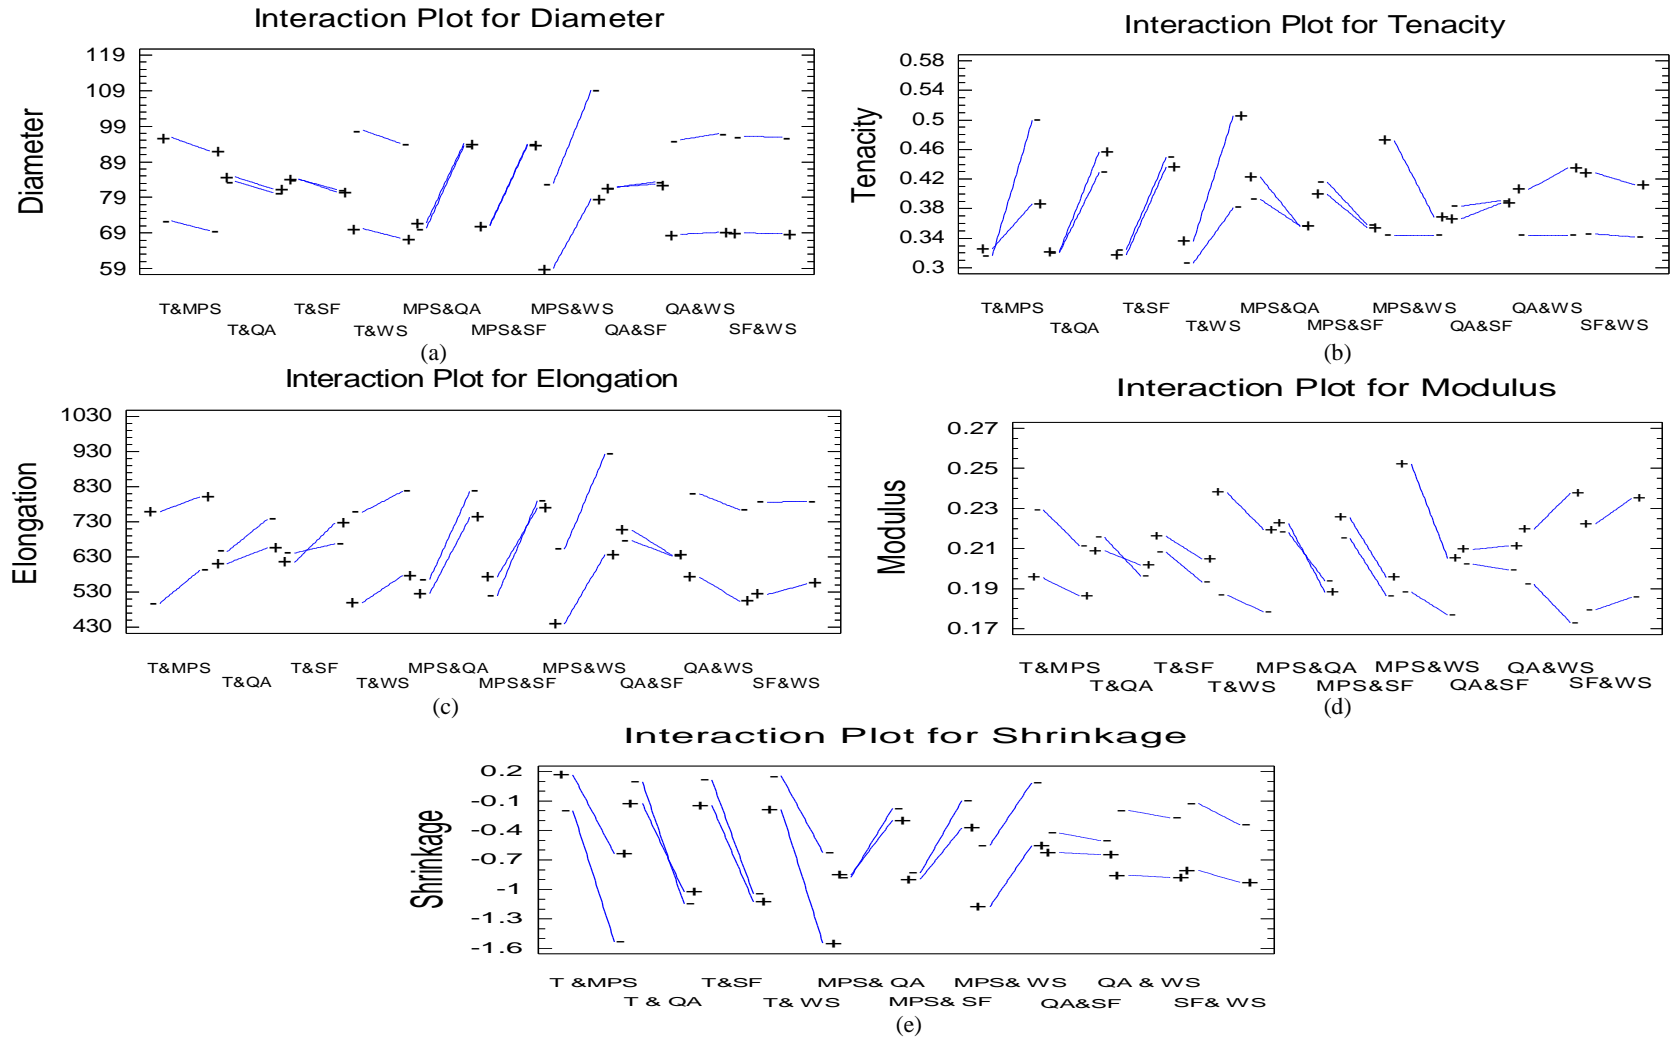 Interaction Plot for Diameter
Diameter
119
109
99
89
79
69
59
T&MPS T&SF MPS&QA MPS&WS QA&WS
T&QA T&WS MPS&SF QA&SF SF&WS
(a)
Interaction Plot for Tenacity
Tenacity
0.58
0.54
0.5
0.46
0.42
0.38
0.34
0.3
T&MPS T&SF MPS&QA MPS&WS QA&WS
T&QA T&WS MPS&SF QA&SF SF&WS
(b)
Interaction Plot for Elongation
Elongation
1030
930
830
730
630
530
430
T&MPS T&SF MPS&QA MPS&WS QA&WS
T&QA T&WS MPS&SF QA&SF SF&WS
(c)
Interaction Plot for Modulus
Modulus
0.27
0.25
0.23
0.21
0.19
0.17
T&MPS T&SF MPS&QA MPS&WS QA&WS
T&QA T&WS MPS&SF QA&SF SF&WS
(d)
Interaction Plot for Shrinkage
Shrinkage
0.2
-0.1
-0.4
-0.7
-1
-1.3
-1.6
T &MPS T&SF MPS& QA MPS& WS QA & WS
T & QA T& WS MPS& SF QA&SF SF& WS
(e)